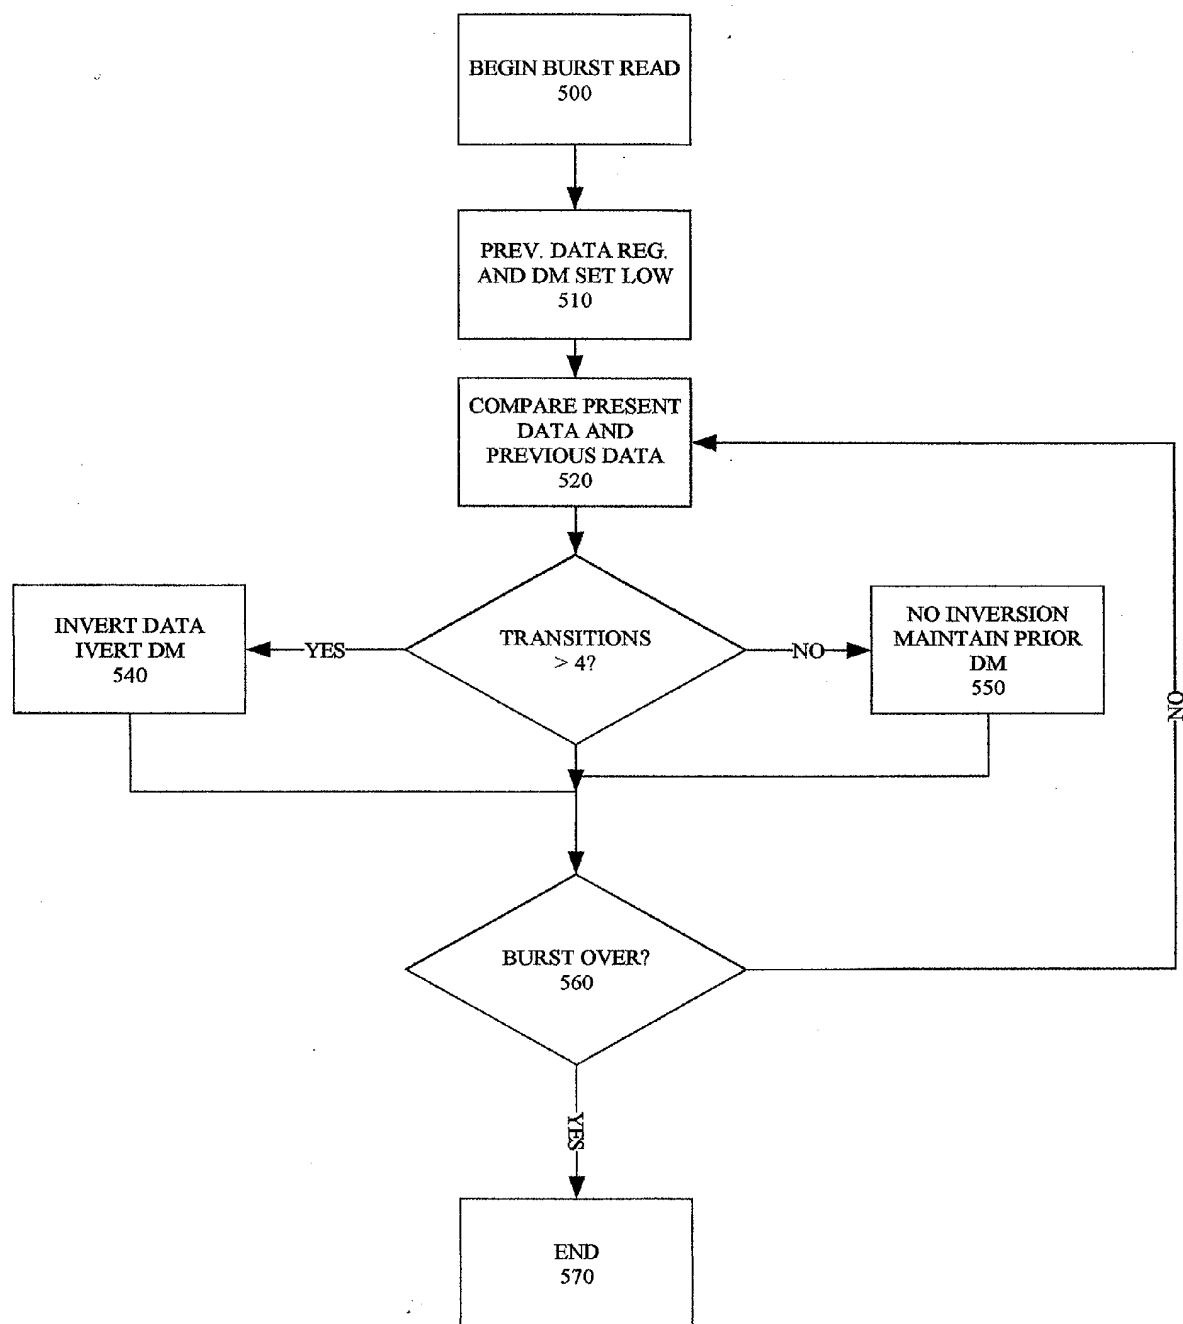 BEGIN BURST READ
500
PREV. DATA REG.
AND DM SET LOW
510
COMPARE PRESENT
DATA AND
PREVIOUS DATA
520
TRANSITIONS
> 4?
YES
INVERT DATA
IVERT DM
540
NO
NO INVERSION
MAINTAIN PRIOR
DM
550
BURST OVER?
560
NO
YES
END
570